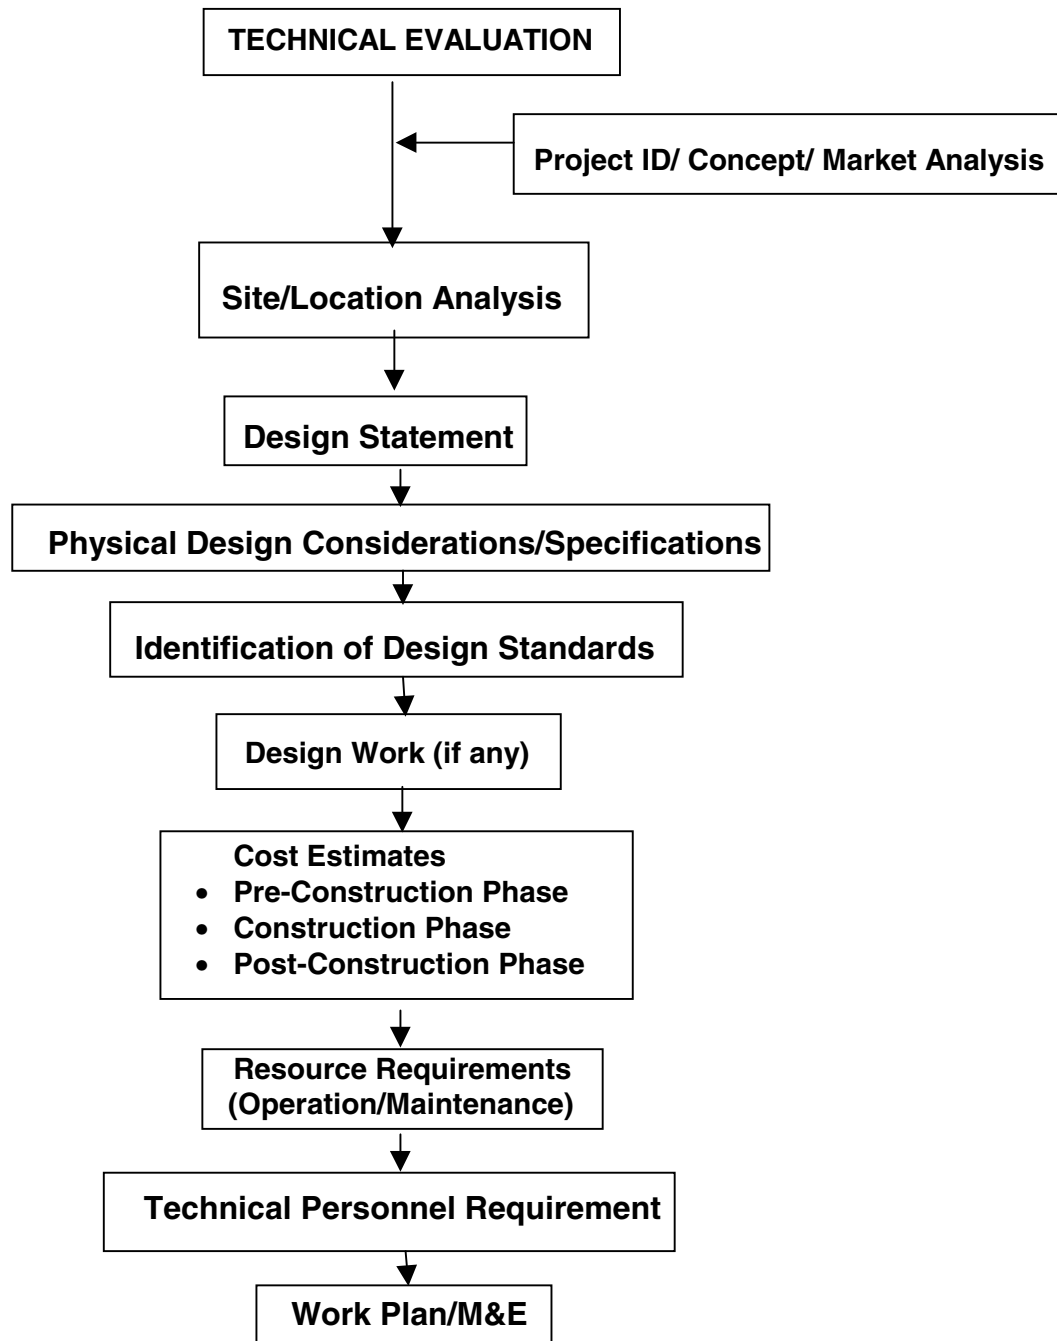 TECHNICAL EVALUATION
Project ID/ Concept/ Market Analysis
Site/Location Analysis
Design Statement
Physical Design Considerations/Specifications
Identification of Design Standards
Design Work (if any)
Cost Estimates
• Pre-Construction Phase
• Construction Phase
• Post-Construction Phase
Resource Requirements
(Operation/Maintenance)
Technical Personnel Requirement
Work Plan/M&E